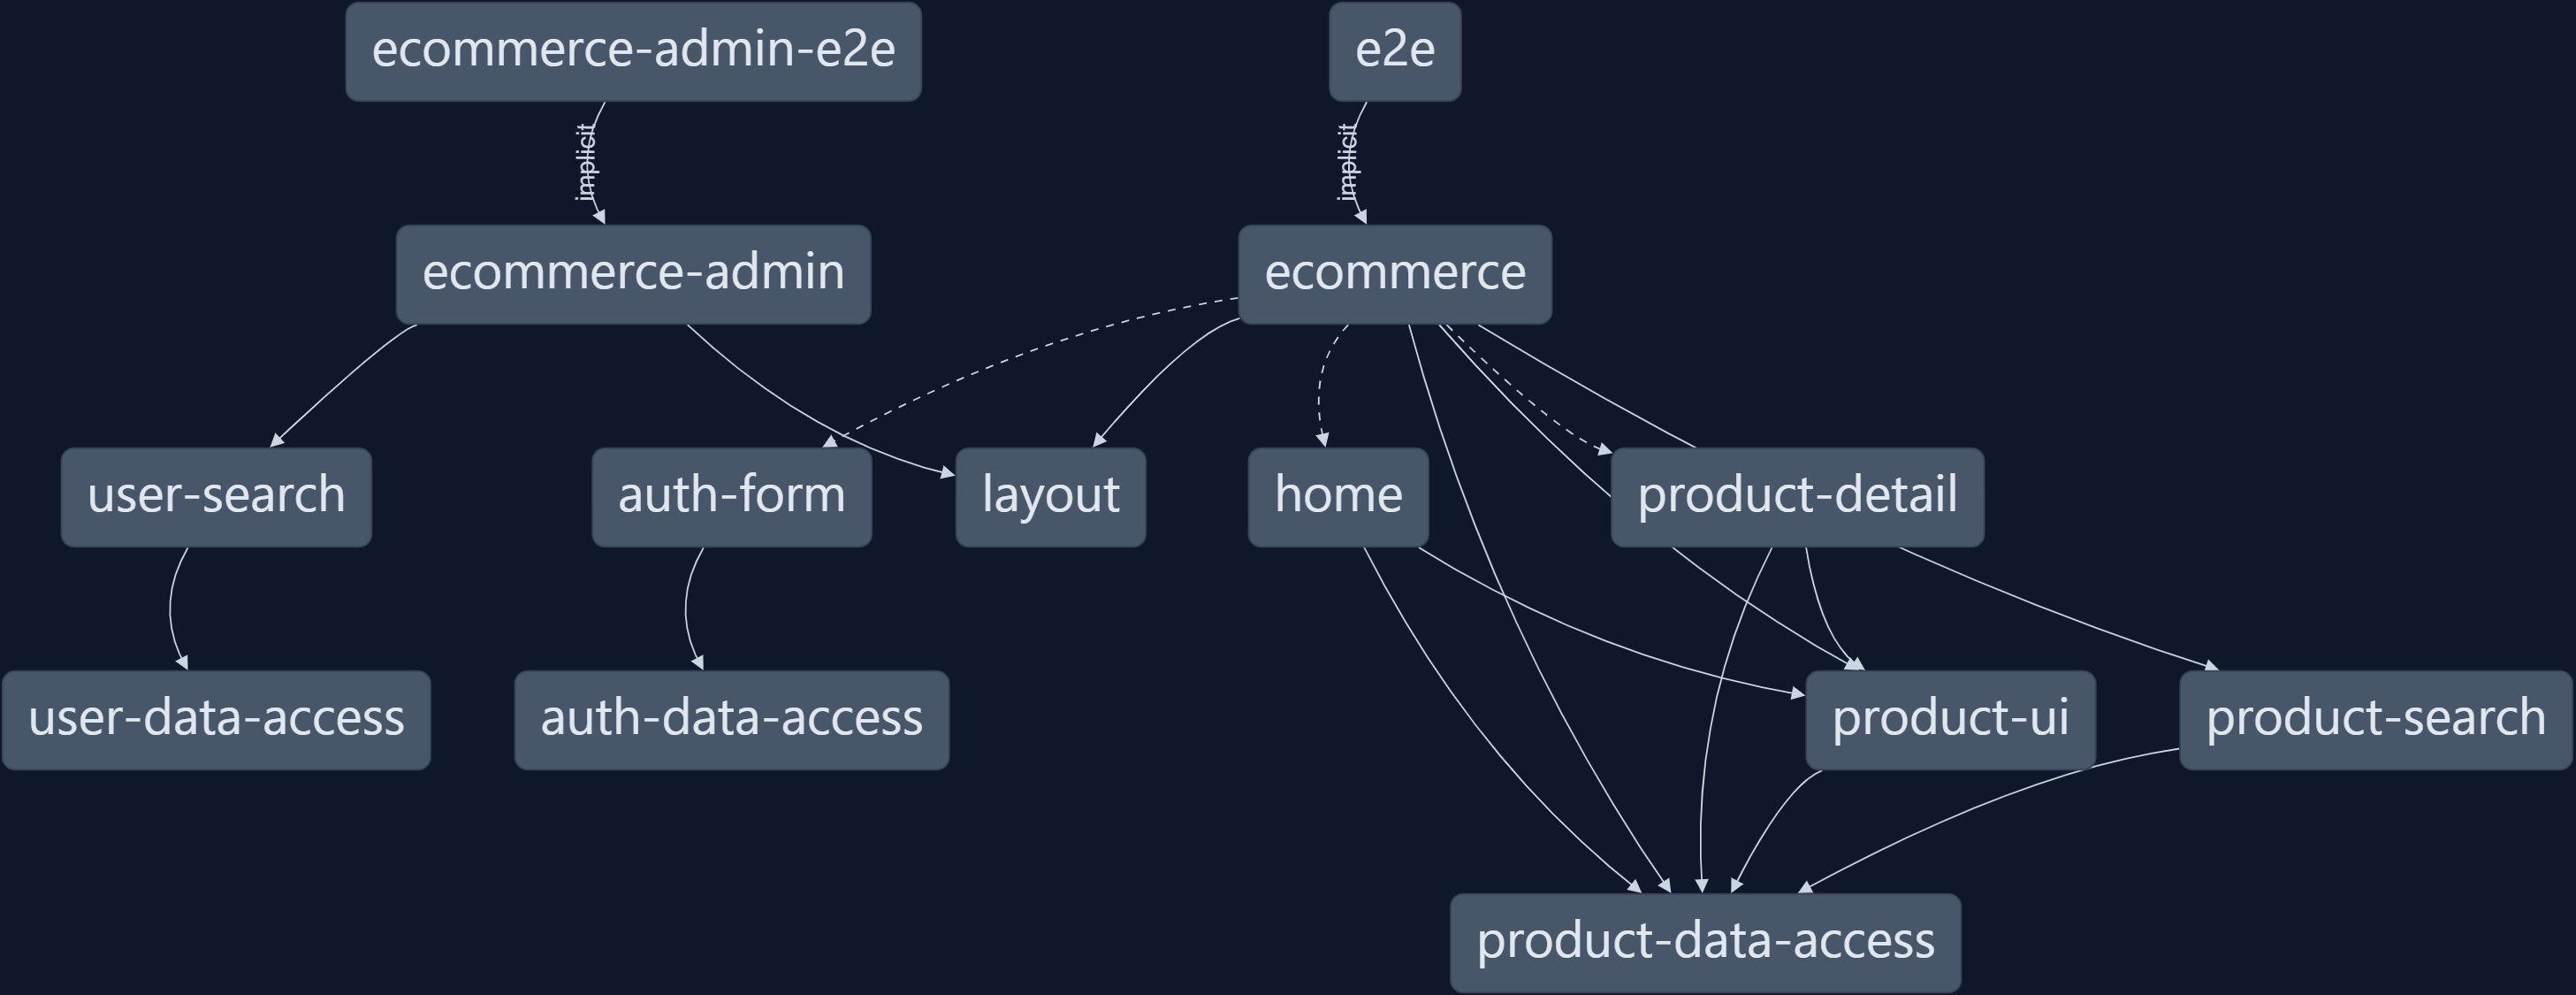 ecommerce-admin-e2e
e2e
implicit
implicit
ecommerce-admin
ecommerce
user-search
auth-form
layout
home
product-detail
user-data-access
auth-data-access
product-ui
product-search
product-data-access